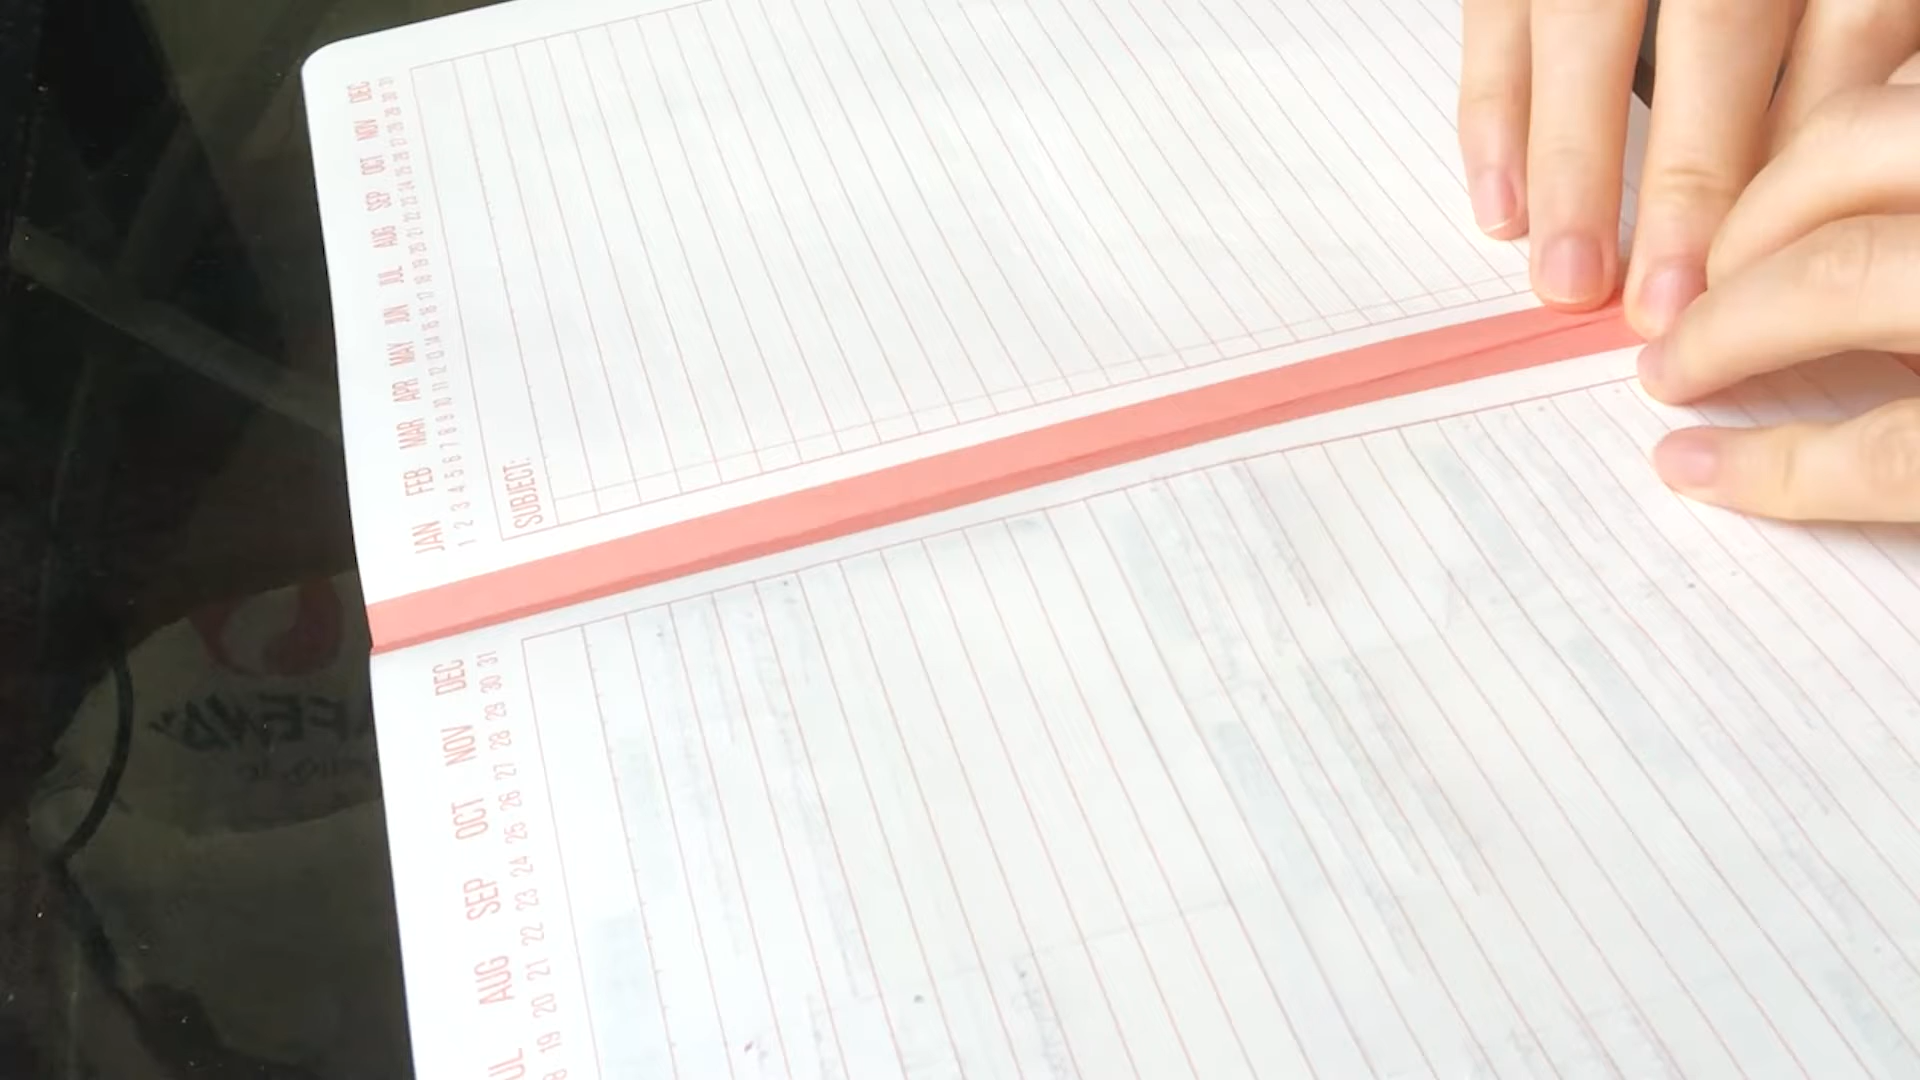 JAN FEB MAR APR MAY JUN JUL AUG SEP OCT NOV DEC
1 2 3 4 5 6 7 8 9 10 11 12 13 14 15 16 17 18 19 20 21 22 23 24 25 26 27 28 29 30 31
SUBJECT:
UL AUG SEP OCT NOV DEC
8 19 20 21 22 23 24 25 26 27 28 29 30 31